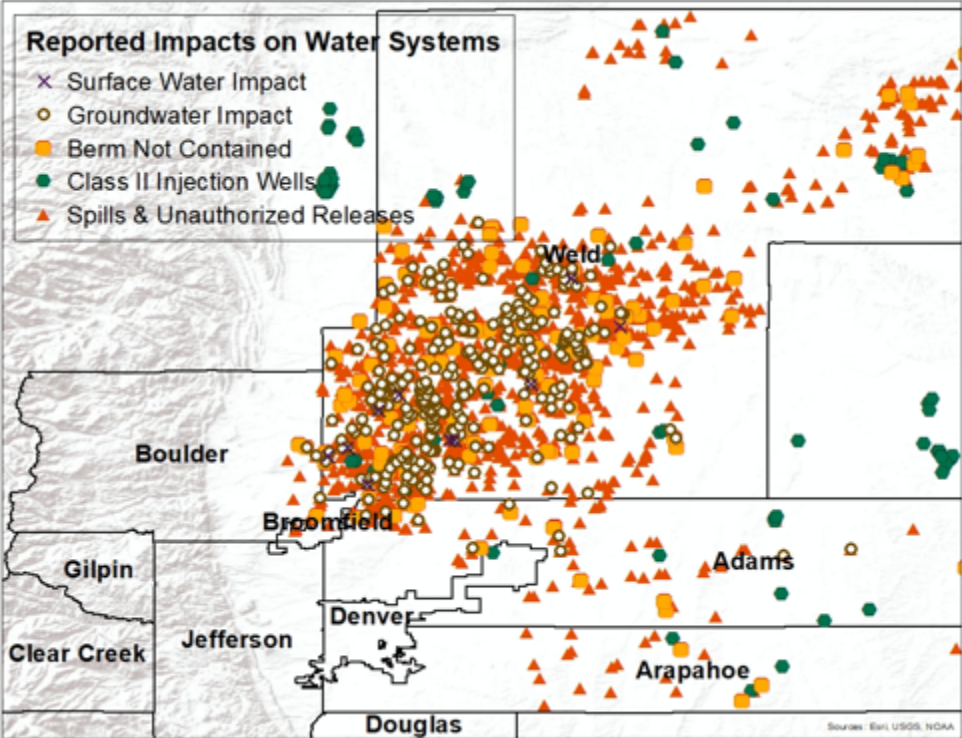 Reported Impacts on Water Systems
Surface Water Impact
Groundwater Impact
Berm Not Contained
Class II Injection Wells
Spills & Unauthorized Releases
Weld
Boulder
Broomfield
Adams
Gilpin
Denver
Jefferson
Clear Creek
Arapahoe
Douglas
Sources: Esri, USGS, NOAA